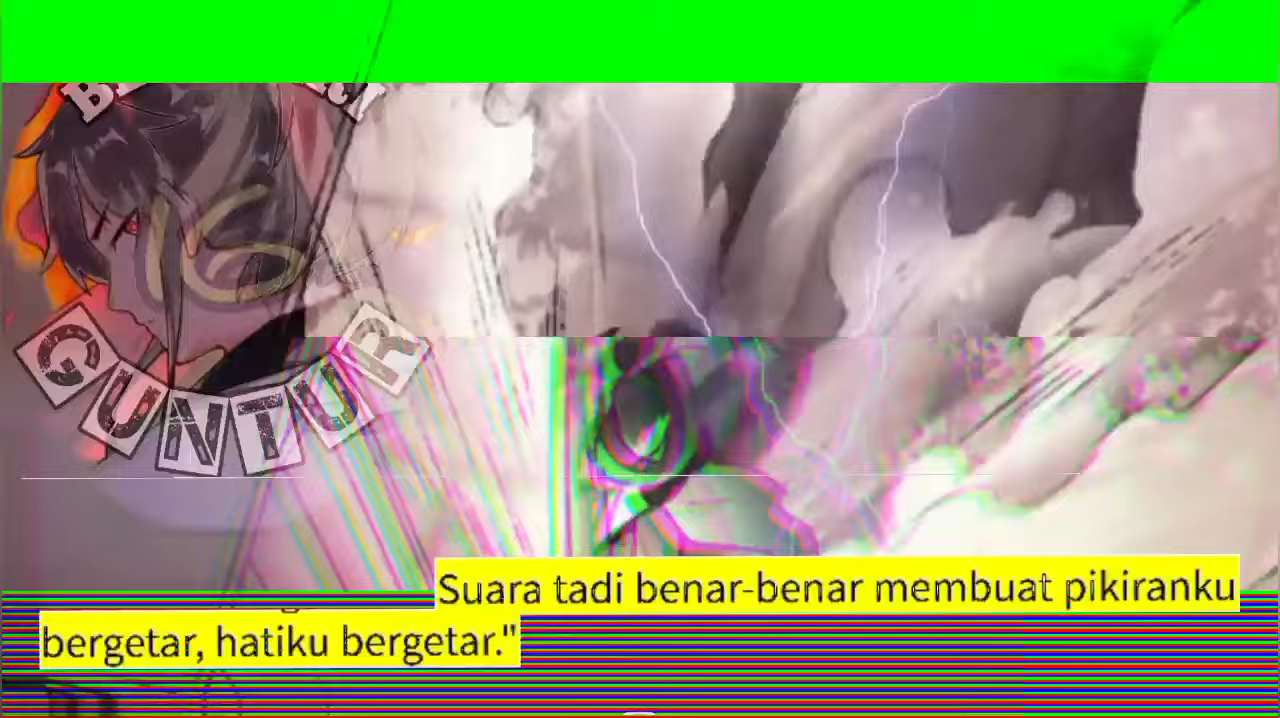 GUNTUR
Suara tadi benar-benar membuat pikiranku
bergetar, hatiku bergetar."